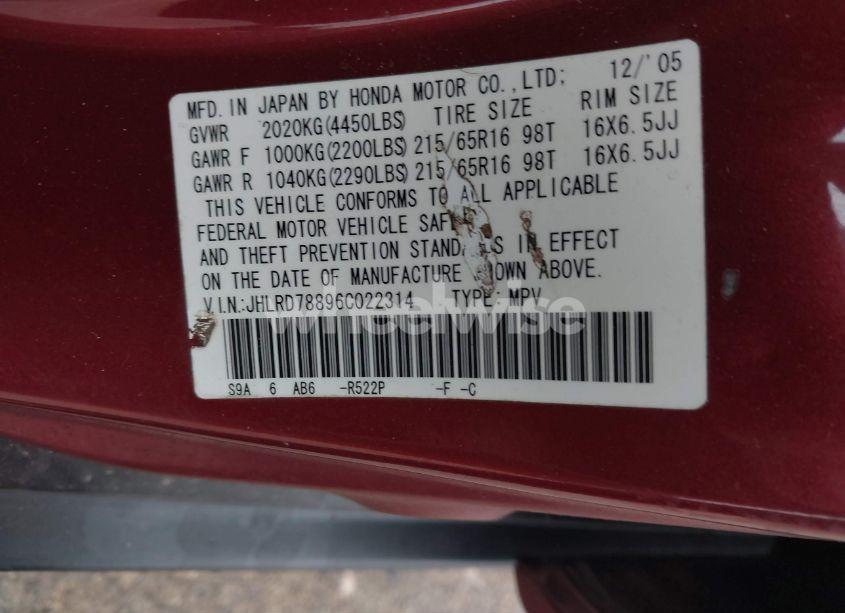 MFD. IN JAPAN BY HONDA MOTOR CO.,LTD; 12/'05
GVWR 2020KG(4450LBS) TIRE SIZE RIM SIZE
GAWR F 1000KG(2200LBS) 215/65R16 98T 16X6.5JJ
GAWR R 1040KG(2290LBS) 215/65R16 98T 16X6.5JJ
THIS VEHICLE CONFORMS TO ALL APPLICABLE
FEDERAL MOTOR VEHICLE
AND THEFT PREVENTION IN EFFECT
ON THE DATE OF MANUFACTURE ABOVE.
V.I.N.:JHLRD78896C022314 TYPE: MPV
wheelwise
S9A 6 AB6 -R522P -F -C